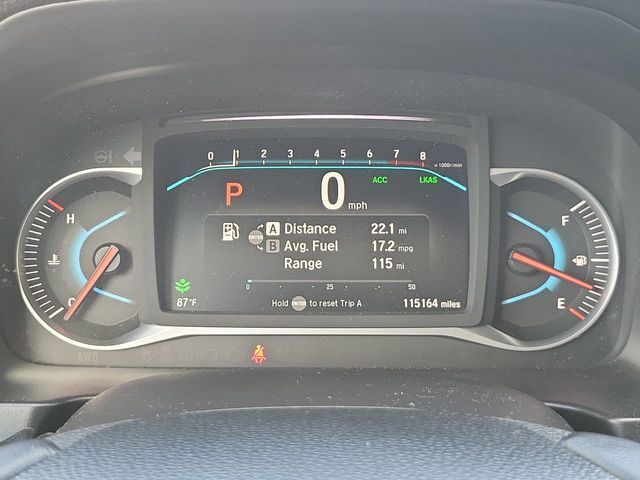 0 1 2 3 4 5 6 7 8 x1000r/min
ACC LKAS
P 0 mph
H
F
A Distance 22.1 mi
ENTER
B Avg. Fuel 17.2 mpg
Range 115 mi
C
E
0 25 50
87°F Hold ENTER to reset Trip A 115164 miles
AWD